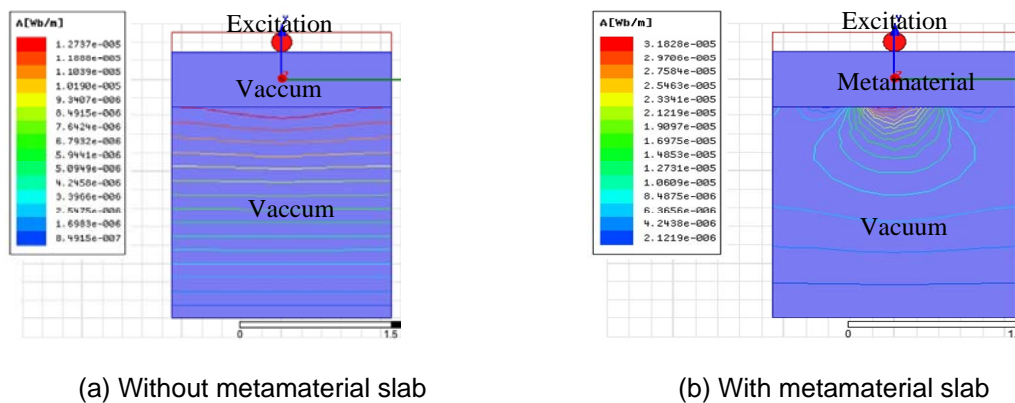 A[Wb/m]
1.2737e-005
1.1888e-005
1.1039e-005
1.0190e-005
9.3407e-006
8.4915e-006
7.6424e-006
6.7932e-006
5.9441e-006
5.0949e-006
4.2458e-006
3.3966e-006
2.5475e-006
1.6983e-006
8.4915e-007
Excitation
Vaccum
Vaccum
0
1.5
(a) Without metamaterial slab
A[Wb/m]
3.1828e-005
2.9706e-005
2.7584e-005
2.5463e-005
2.3341e-005
2.1219e-005
1.9097e-005
1.6975e-005
1.4853e-005
1.2731e-005
1.0609e-005
8.4875e-006
6.3656e-006
4.2438e-006
2.1219e-006
Excitation
Metamaterial
Vacuum
0
(b) With metamaterial slab